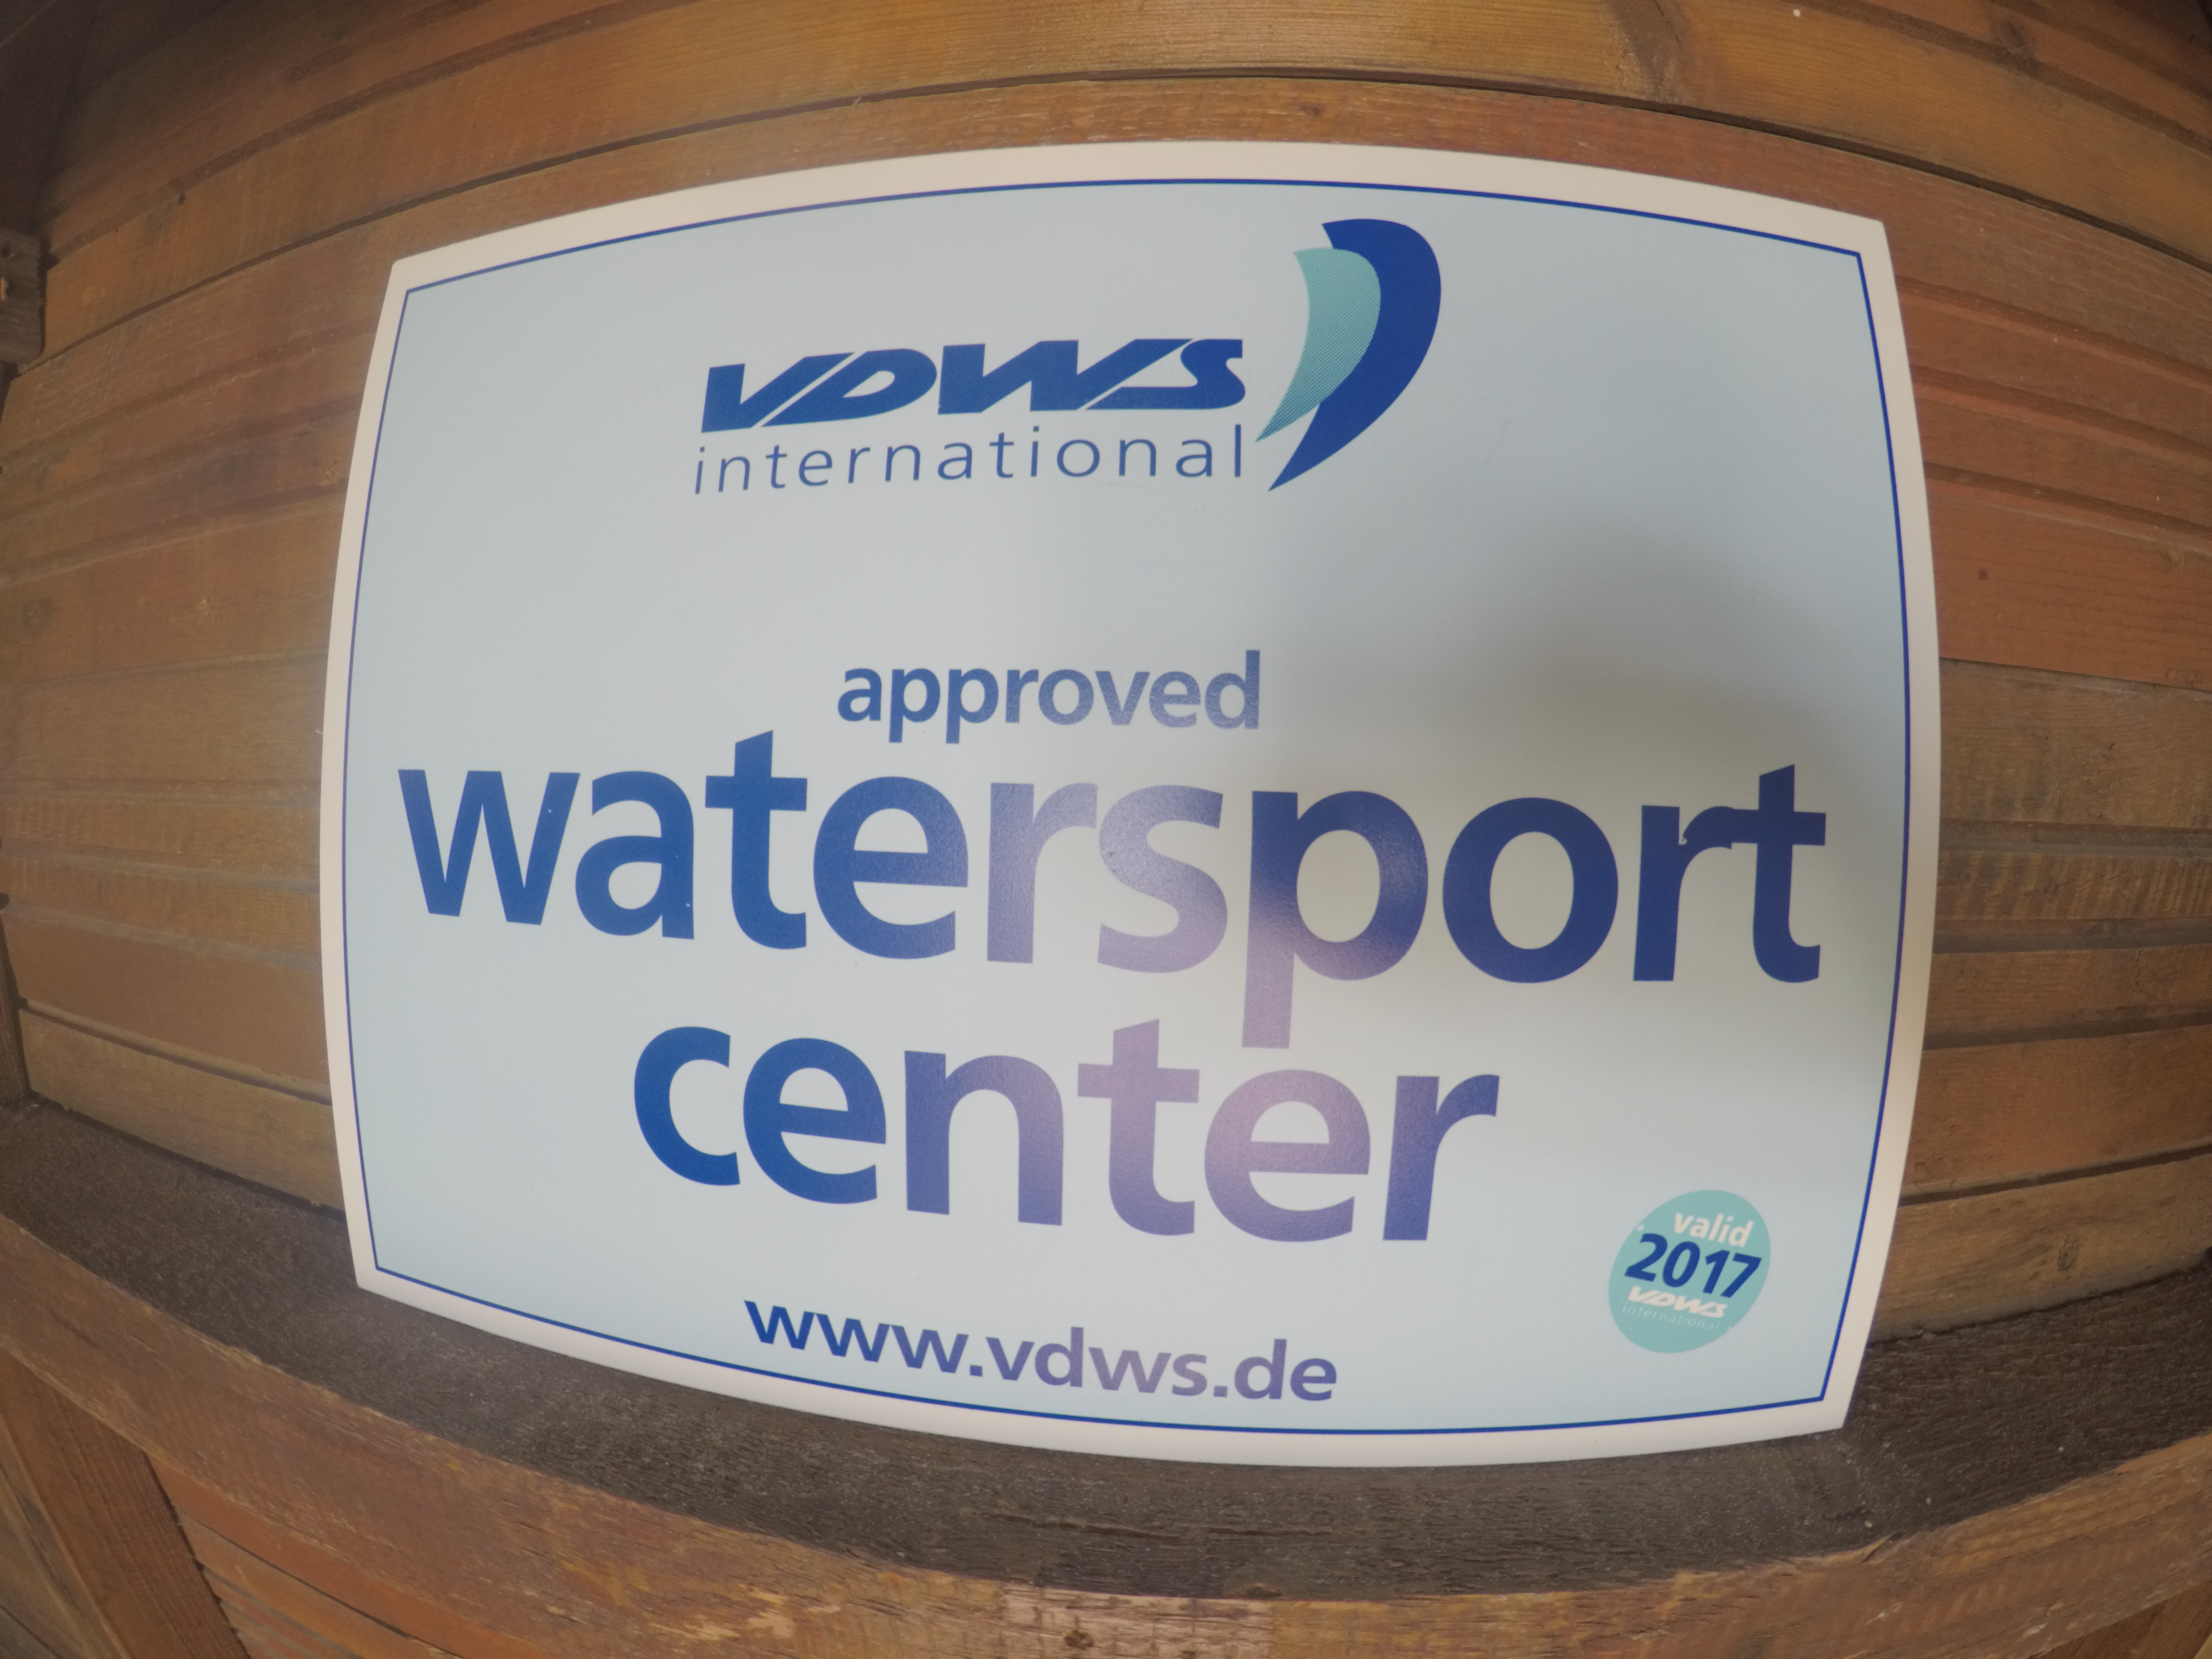 VDWS
international
approved
watersport
center
valid
2017
VDWS
international
www.vdws.de